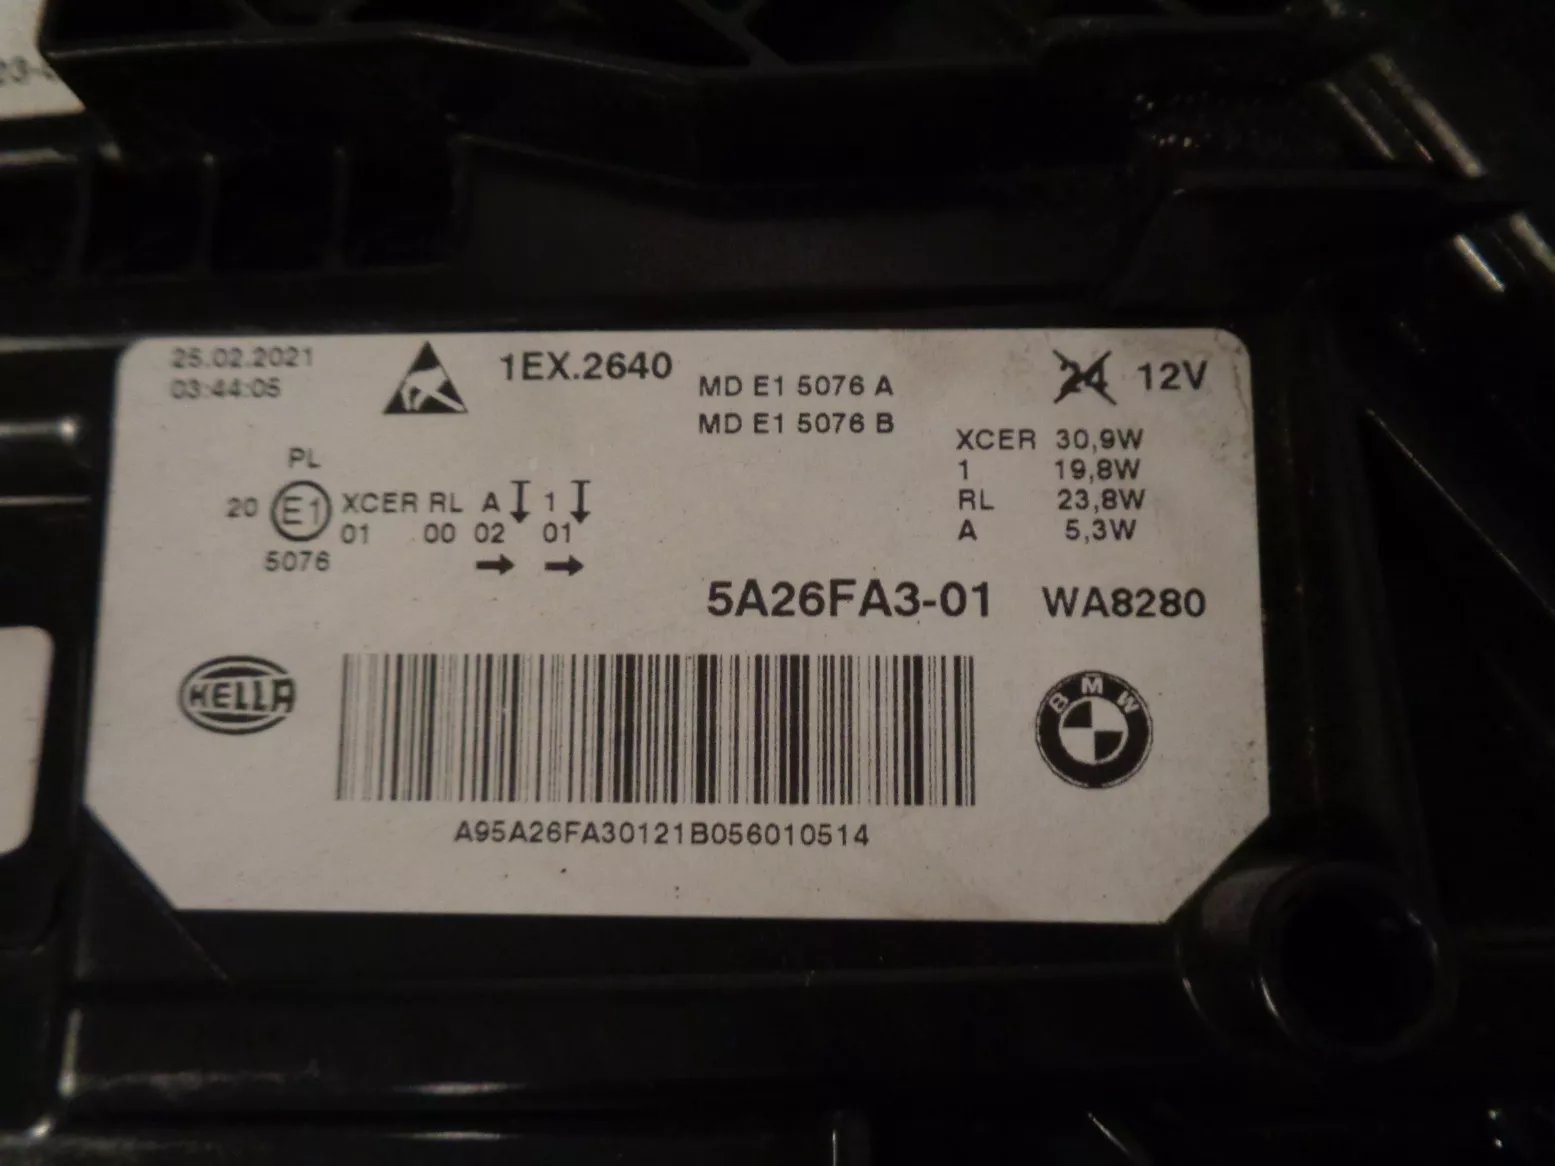 25.02.2021
03:44:05
1EX.2640
MD E1 5076 A
MD E1 5076 B
24 12V
XCER 30,9W
1 19,8W
RL 23,8W
A 5,3W
PL
20 E1 XCER RL A 1
01 00 02 01
5076
5A26FA3-01 WA8280
HELLA
BMW
A95A26FA30121B056010514